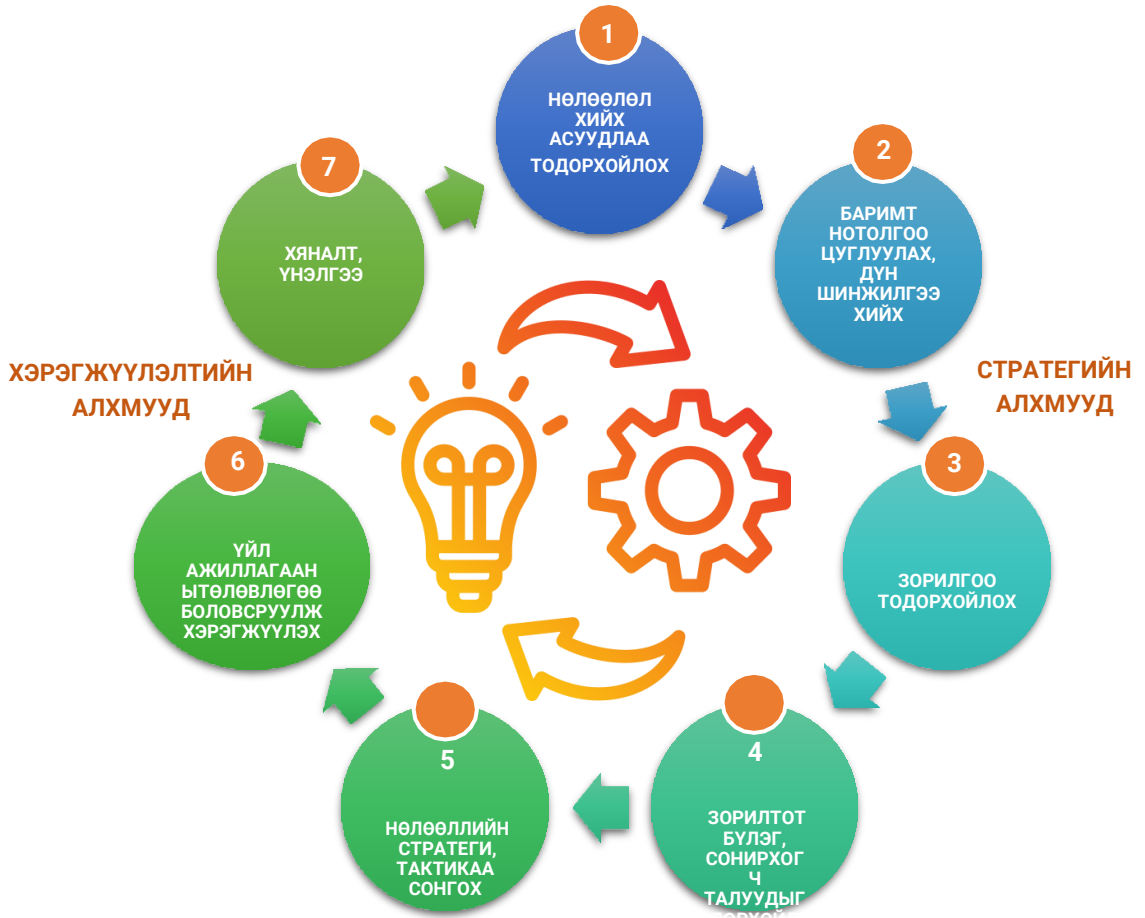 1
НӨЛӨӨЛӨЛ
ХИЙХ
АСУУДЛАА
ТОДОРХОЙЛОХ
2
БАРИМТ
НОТОЛГОО
ЦУГЛУУЛАХ,
ДҮН
ШИНЖИЛГЭЭ
ХИЙХ
СТРАТЕГИЙН
АЛХМУУД
3
ЗОРИЛГОО
ТОДОРХОЙЛОХ
4
ЗОРИЛТОТ
БҮЛЭГ,
СОНИРХОГ
Ч
ТАЛУУДЫГ
5
НӨЛӨӨЛЛИЙН
СТРАТЕГИ,
ТАКТИКАА
СОНГОХ
6
ҮЙЛ
АЖИЛЛАГААН
ЫТӨЛӨВЛӨГӨӨ
БОЛОВСРУУЛЖ
ХЭРЭГЖҮҮЛЭХ
ХЭРЭГЖҮҮЛЭЛТИЙН
АЛХМУУД
7
ХЯНАЛТ,
ҮНЭЛГЭЭ